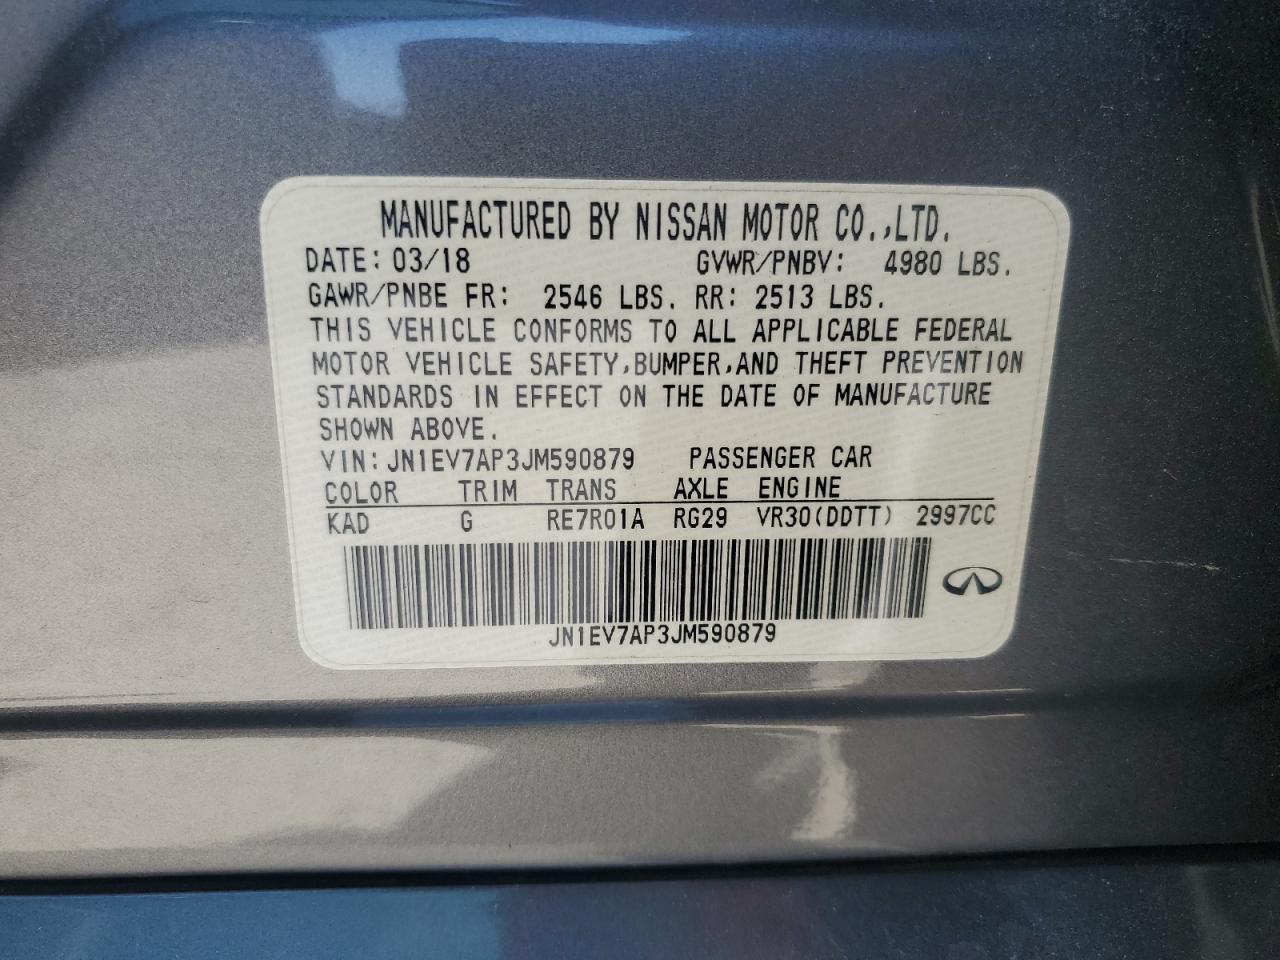 MANUFACTURED BY NISSAN MOTOR CO.,LTD.
DATE: 03/18 GVWR/PNBV: 4980 LBS.
GAWR/PNBE FR: 2546 LBS. RR: 2513 LBS.
THIS VEHICLE CONFORMS TO ALL APPLICABLE FEDERAL
MOTOR VEHICLE SAFETY,BUMPER,AND THEFT PREVENTION
STANDARDS IN EFFECT ON THE DATE OF MANUFACTURE
SHOWN ABOVE.
VIN:JN1EV7AP3JM590879 PASSENGER CAR
COLOR TRIM TRANS AXLE ENGINE
KAD G RE7R01A RG29 VR30(DDTT) 2997CC
JN1EV7AP3JM590879